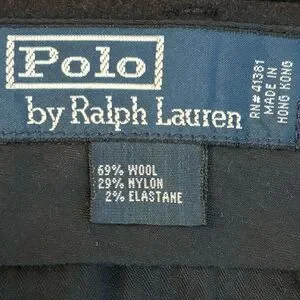 Polo
by Ralph Lauren
RN# 41381
MADE IN
HONG KONG
69% WOOL
29% NYLON
2% ELASTANE